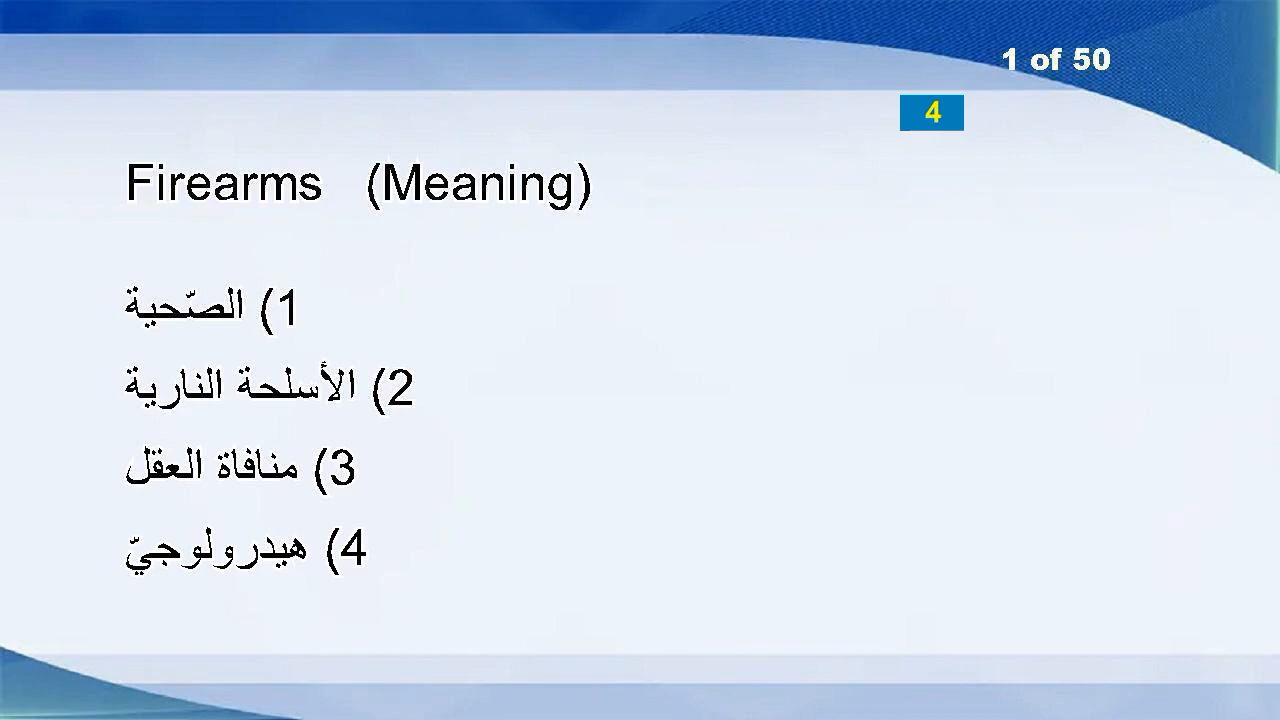 1 of 50
4
Firearms (Meaning)
1) الصّحية
2) الأسلحة النارية
3) منافاة العقل
4) هيدرولوجيّ